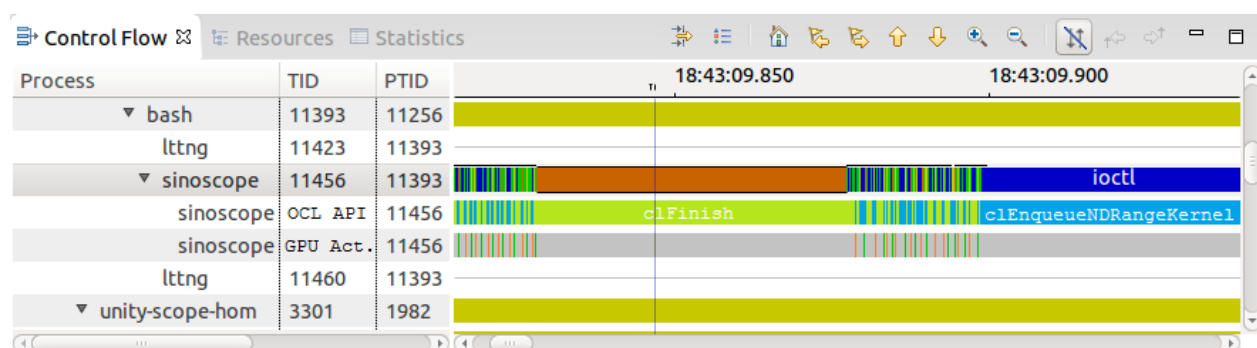 Control Flow Resources Statistics
Process TID PTID 18:43:09.850 18:43:09.900
bash 11393 11256
lttng 11423 11393
sinoscope 11456 11393 ioctl
sinoscope OCL API 11456 clFinish clEnqueueNDRangeKernel
sinoscope GPU Act. 11456
lttng 11460 11393
unity-scope-hom 3301 1982